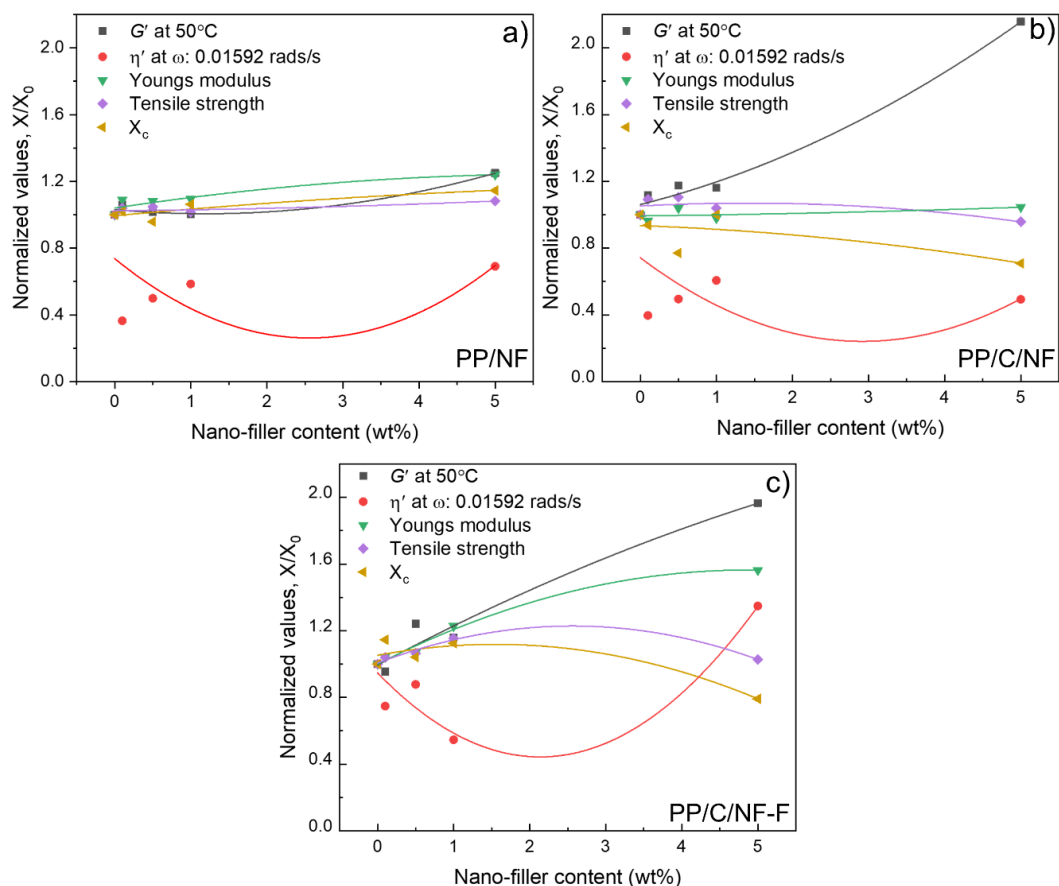 a)
G′ at 50°C
η′ at ω: 0.01592 rads/s
Youngs modulus
Tensile strength
Xc
2.0
1.6
1.2
0.8
0.4
0.0
Normalized values, X/X0
0 1 2 3 4 5
Nano-filler content (wt%)
PP/NF
b)
G′ at 50°C
η′ at ω: 0.01592 rads/s
Youngs modulus
Tensile strength
Xc
2.0
1.6
1.2
0.8
0.4
0.0
Normalized values, X/X0
0 1 2 3 4 5
Nano-filler content (wt%)
PP/C/NF
c)
G′ at 50°C
η′ at ω: 0.01592 rads/s
Youngs modulus
Tensile strength
Xc
2.0
1.6
1.2
0.8
0.4
0.0
Normalized values, X/X0
0 1 2 3 4 5
Nano-filler content (wt%)
PP/C/NF-F